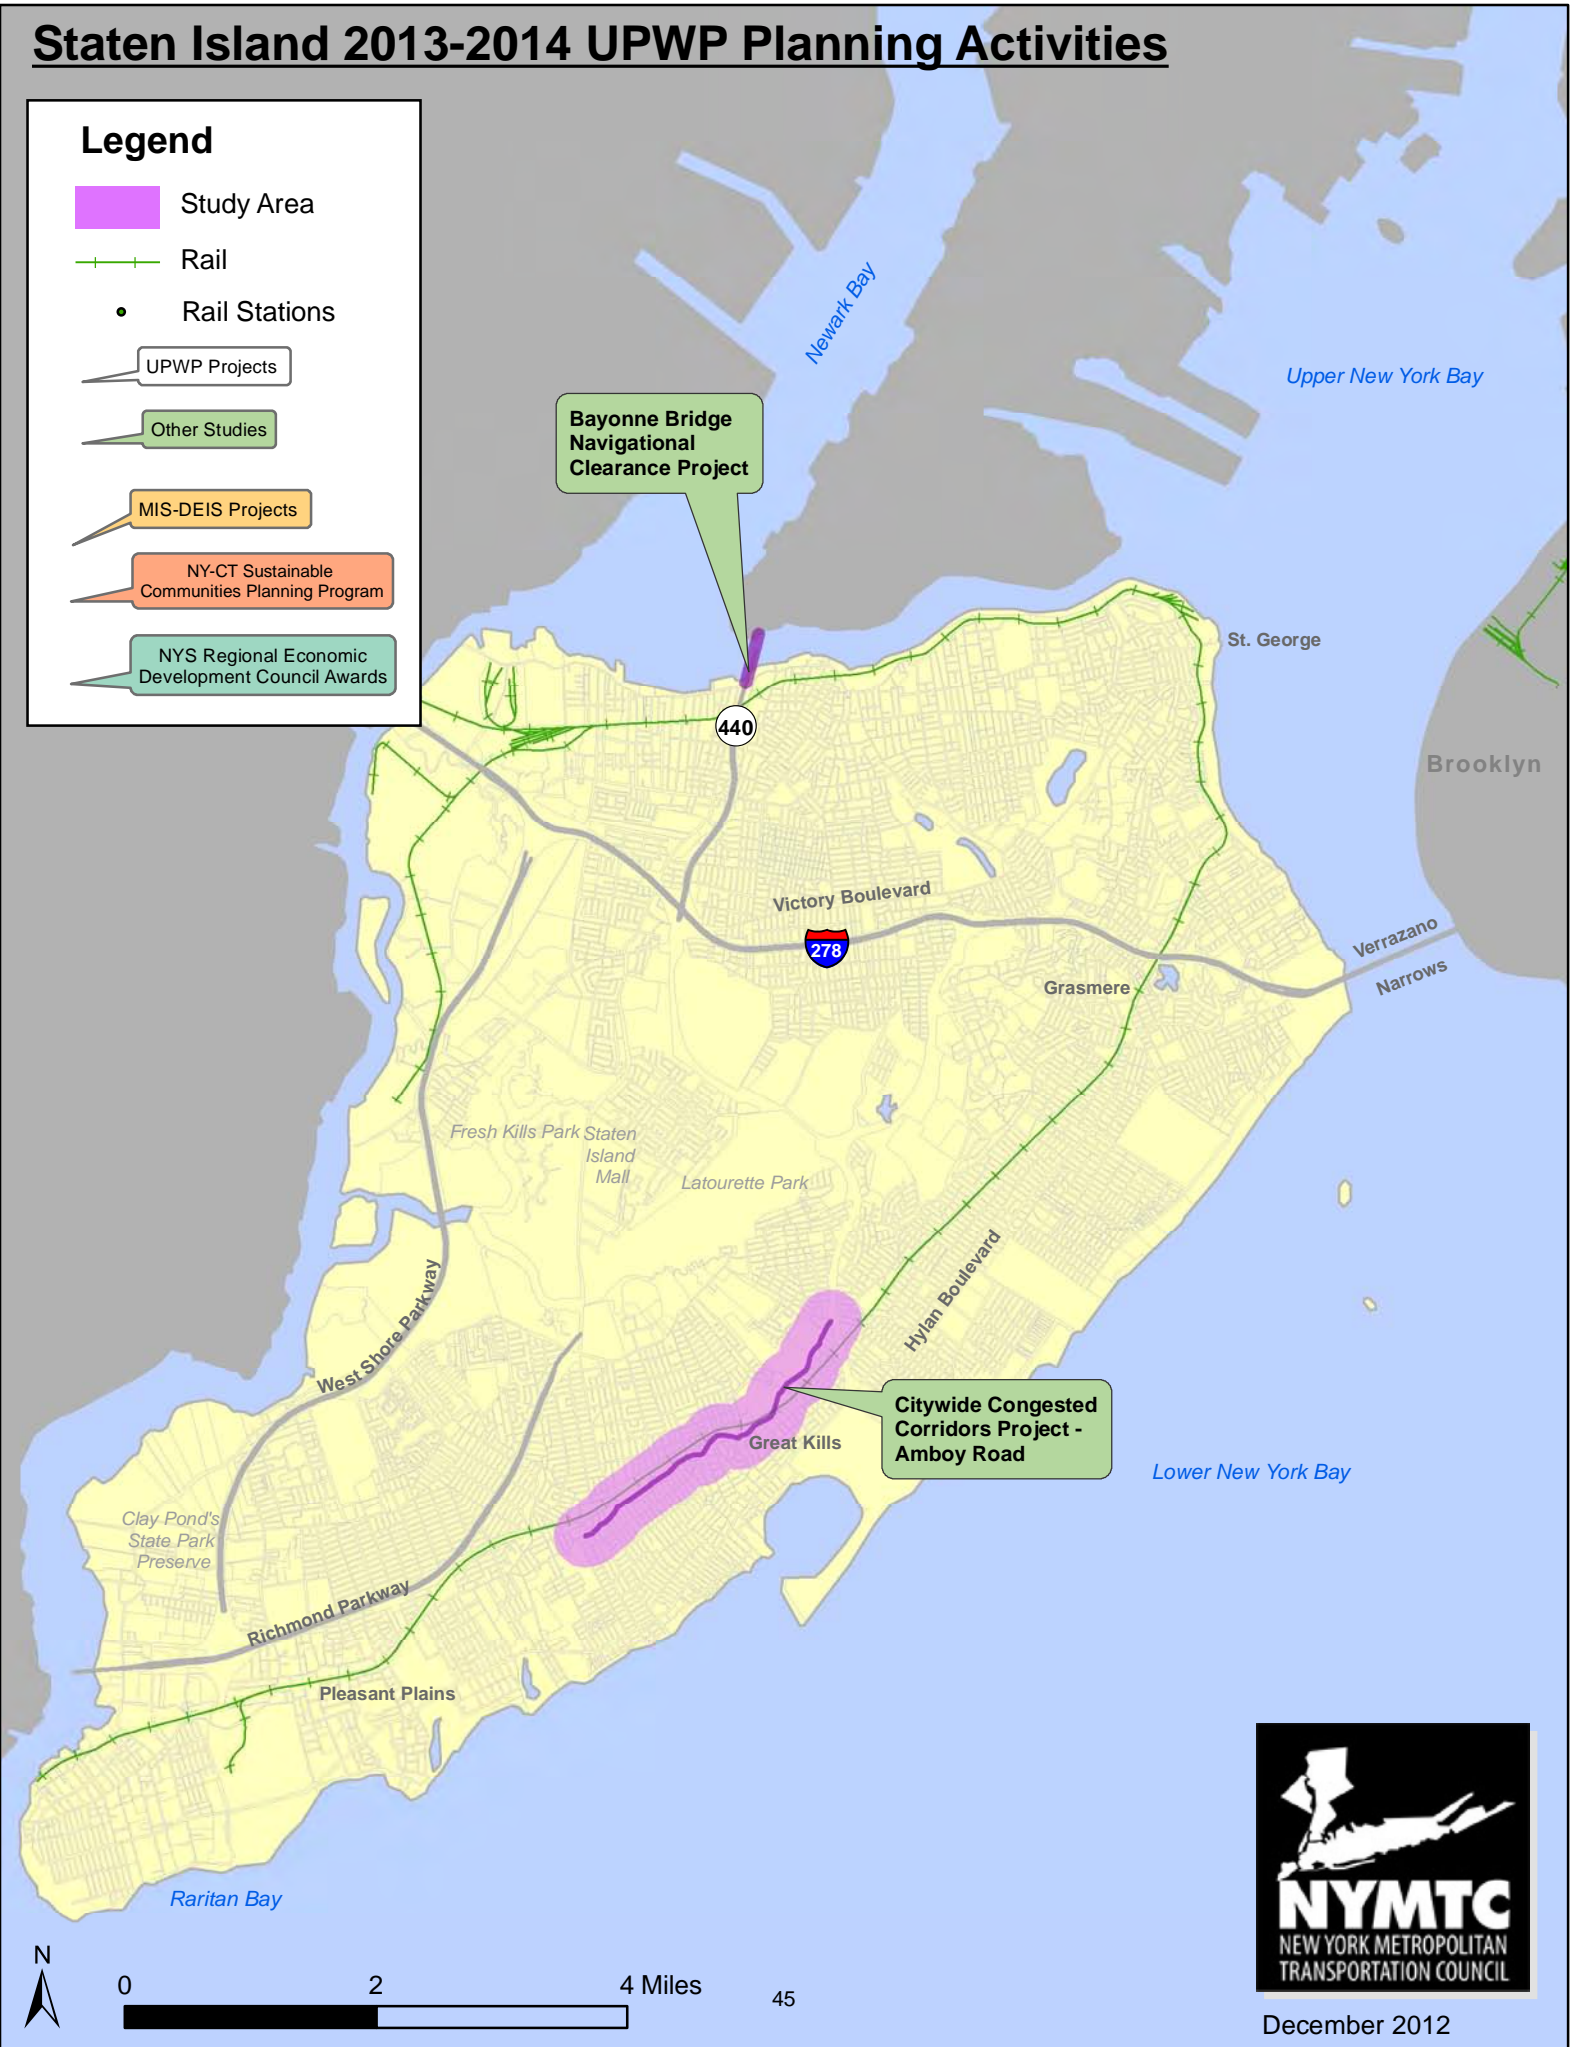 Staten Island 2013-2014 UPWP Planning Activities
Legend
Study Area
Rail
Rail Stations
UPWP Projects
Other Studies
MIS-DEIS Projects
NY-CT Sustainable
Communities Planning Program
NYS Regional Economic
Development Council Awards
Newark Bay
Upper New York Bay
Bayonne Bridge
Navigational
Clearance Project
St. George
440
Brooklyn
Victory Boulevard
278
Verrazano
Narrows
Grasmere
Fresh Kills Park
Staten
Island
Mall
Latourette Park
Hylan Boulevard
West Shore Parkway
Citywide Congested
Corridors Project -
Amboy Road
Great Kills
Lower New York Bay
Clay Pond's
State Park
Preserve
Richmond Parkway
Pleasant Plains
Raritan Bay
N
0 2 4 Miles
45
NYMTC
NEW YORK METROPOLITAN
TRANSPORTATION COUNCIL
December 2012